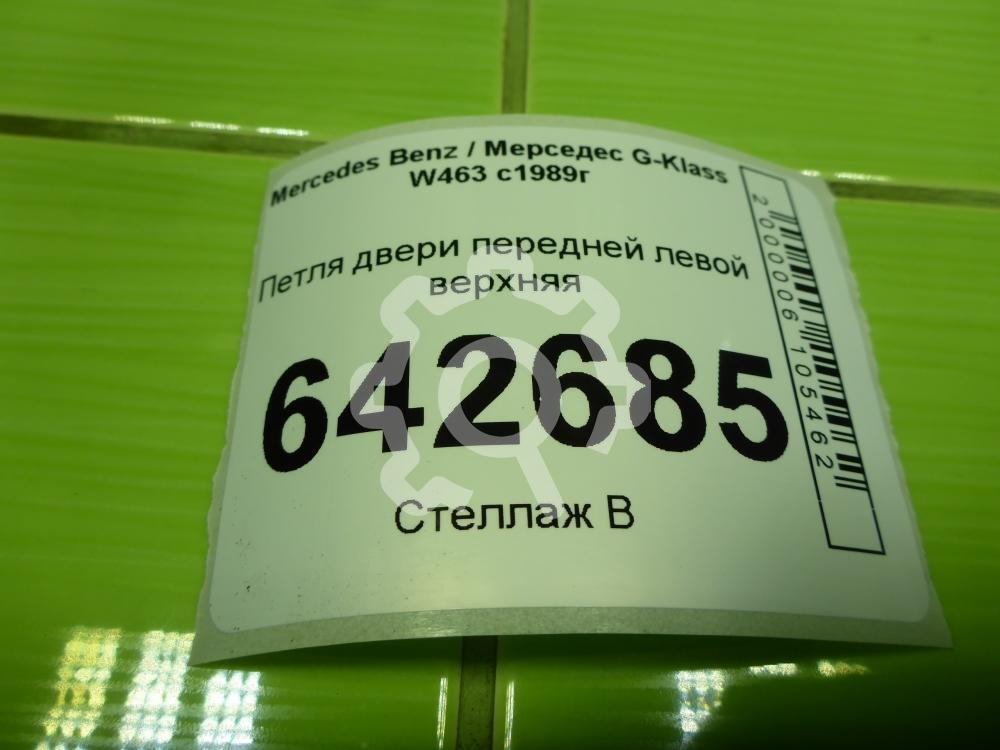 Mercedes Benz / Мерседес G-Klass
W463 с1989г
Петля двери передней левой
верхняя
642685
Стеллаж В
2000006105462